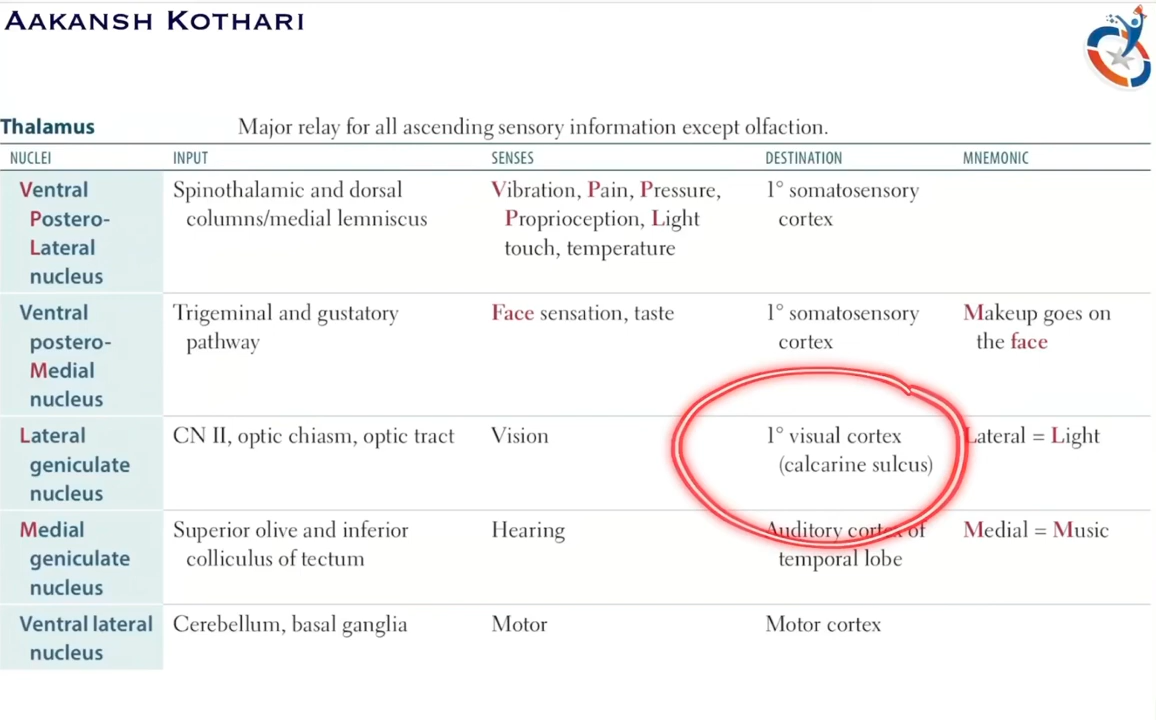 AAKANSH KOTHARI
Thalamus Major relay for all ascending sensory information except olfaction.
NUCLEI INPUT SENSES DESTINATION MNEMONIC
Ventral Spinothalamic and dorsal Vibration, Pain, Pressure, 1° somatosensory
Postero- columns/medial lemniscus Proprioception, Light cortex
Lateral touch, temperature
nucleus
Ventral Trigeminal and gustatory Face sensation, taste 1° somatosensory Makeup goes on
postero- pathway cortex the face
Medial
nucleus
Lateral CN II, optic chiasm, optic tract Vision 1° visual cortex Lateral = Light
geniculate (calcarine sulcus)
nucleus
Medial Superior olive and inferior Hearing Auditory cortex of Medial = Music
geniculate colliculus of tectum temporal lobe
nucleus
Ventral lateral Cerebellum, basal ganglia Motor Motor cortex
nucleus